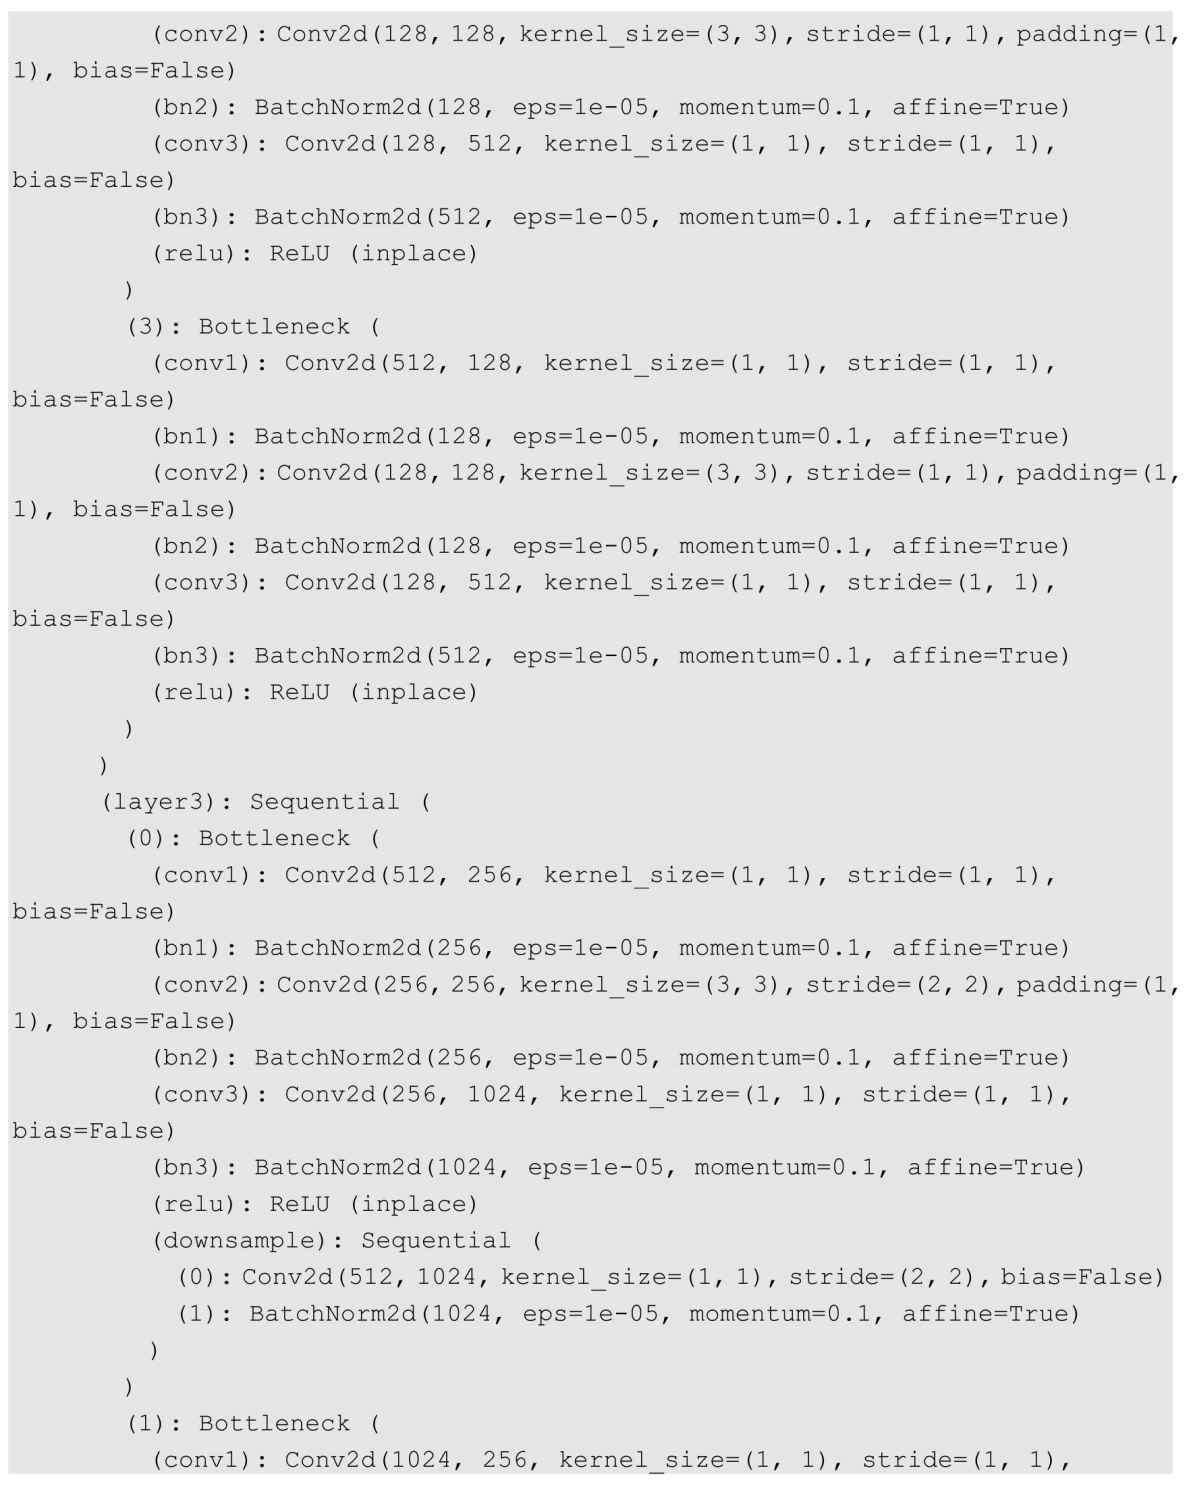 (conv2): Conv2d(128, 128, kernel_size=(3, 3), stride=(1, 1), padding=(1,
1), bias=False)
(bn2): BatchNorm2d(128, eps=1e-05, momentum=0.1, affine=True)
(conv3): Conv2d(128, 512, kernel_size=(1, 1), stride=(1, 1),
bias=False)
(bn3): BatchNorm2d(512, eps=1e-05, momentum=0.1, affine=True)
(relu): ReLU (inplace)
)
(3): Bottleneck (
(conv1): Conv2d(512, 128, kernel_size=(1, 1), stride=(1, 1),
bias=False)
(bn1): BatchNorm2d(128, eps=1e-05, momentum=0.1, affine=True)
(conv2): Conv2d(128, 128, kernel_size=(3, 3), stride=(1, 1), padding=(1,
1), bias=False)
(bn2): BatchNorm2d(128, eps=1e-05, momentum=0.1, affine=True)
(conv3): Conv2d(128, 512, kernel_size=(1, 1), stride=(1, 1),
bias=False)
(bn3): BatchNorm2d(512, eps=1e-05, momentum=0.1, affine=True)
(relu): ReLU (inplace)
)
)
(layer3): Sequential (
(0): Bottleneck (
(conv1): Conv2d(512, 256, kernel_size=(1, 1), stride=(1, 1),
bias=False)
(bn1): BatchNorm2d(256, eps=1e-05, momentum=0.1, affine=True)
(conv2): Conv2d(256, 256, kernel_size=(3, 3), stride=(2, 2), padding=(1,
1), bias=False)
(bn2): BatchNorm2d(256, eps=1e-05, momentum=0.1, affine=True)
(conv3): Conv2d(256, 1024, kernel_size=(1, 1), stride=(1, 1),
bias=False)
(bn3): BatchNorm2d(1024, eps=1e-05, momentum=0.1, affine=True)
(relu): ReLU (inplace)
(downsample): Sequential (
(0): Conv2d(512, 1024, kernel_size=(1, 1), stride=(2, 2), bias=False)
(1): BatchNorm2d(1024, eps=1e-05, momentum=0.1, affine=True)
)
)
(1): Bottleneck (
(conv1): Conv2d(1024, 256, kernel_size=(1, 1), stride=(1, 1),